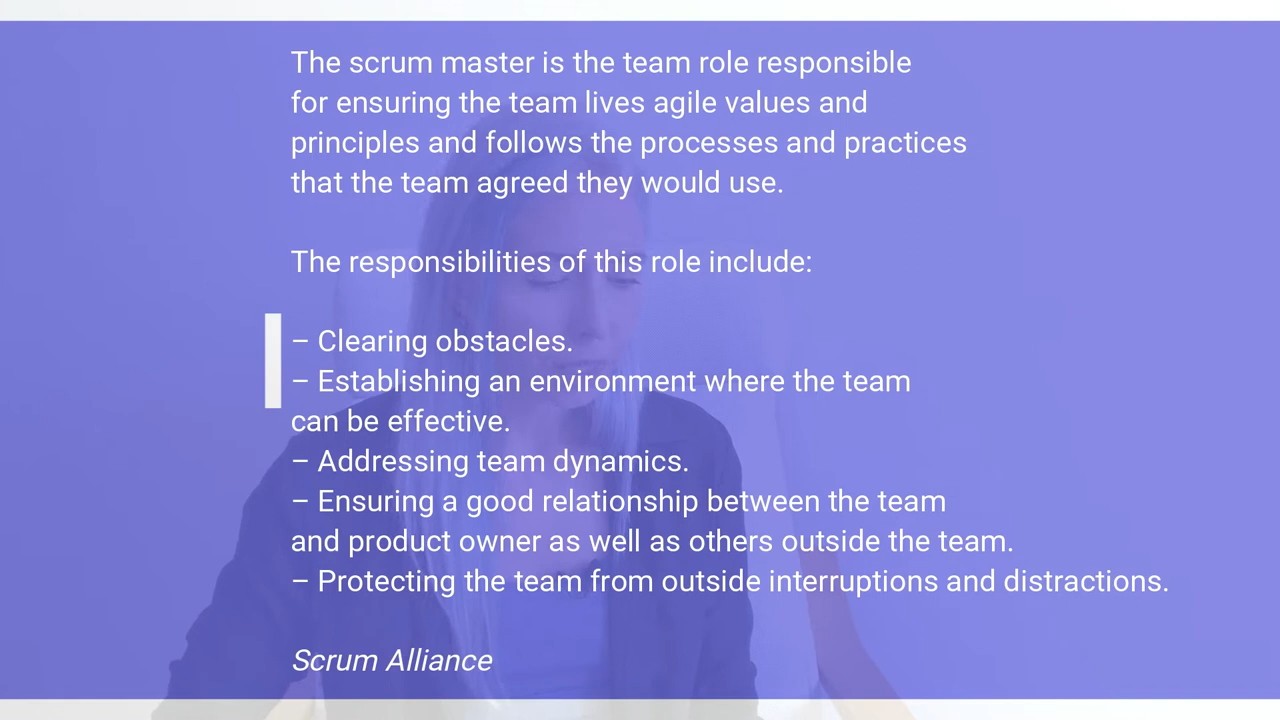 The scrum master is the team role responsible
for ensuring the team lives agile values and
principles and follows the processes and practices
that the team agreed they would use.
The responsibilities of this role include:
– Clearing obstacles.
– Establishing an environment where the team
can be effective.
– Addressing team dynamics.
– Ensuring a good relationship between the team
and product owner as well as others outside the team.
– Protecting the team from outside interruptions and distractions.
Scrum Alliance